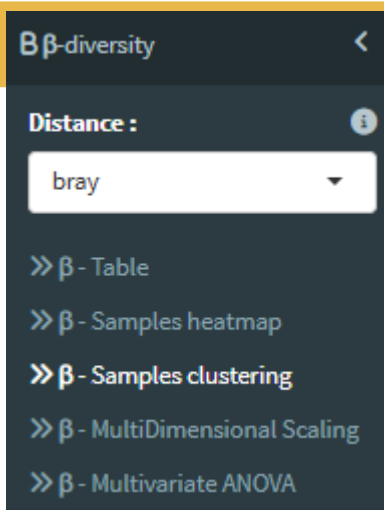 B β-diversity
Distance :
bray
β - Table
β - Samples heatmap
β - Samples clustering
β - MultiDimensional Scaling
β - Multivariate ANOVA